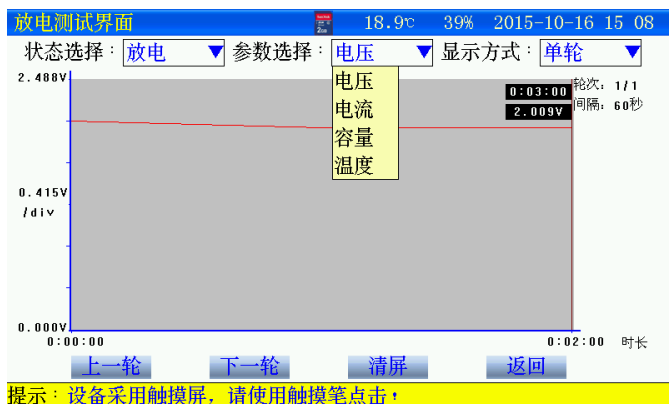 放电测试界面 18.9℃ 39% 2015-10-16 15 08
状态选择: 放电 参数选择: 电压 显示方式: 单轮
电压
电流
容量
温度
2.488V
0:03:00
2.009V
轮次: 1/1
间隔: 60秒
0.415V
/div
0.000V
0:00:00
0:02:00
时长
上一轮 下一轮 清屏 返回
提示: 设备采用触摸屏, 请使用触摸笔点击!